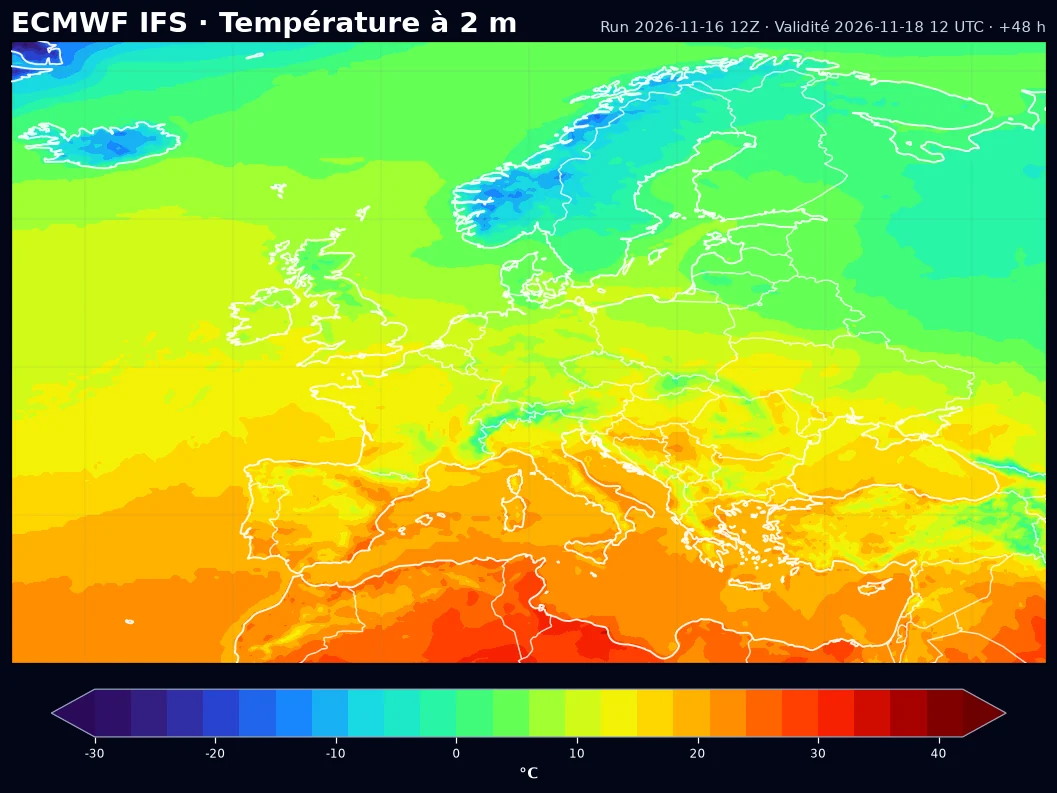 ECMWF IFS · Température à 2 m
Run 2026-11-16 12Z · Validité 2026-11-18 12 UTC · +48 h
-30 -20 -10 0 10 20 30 40
°C